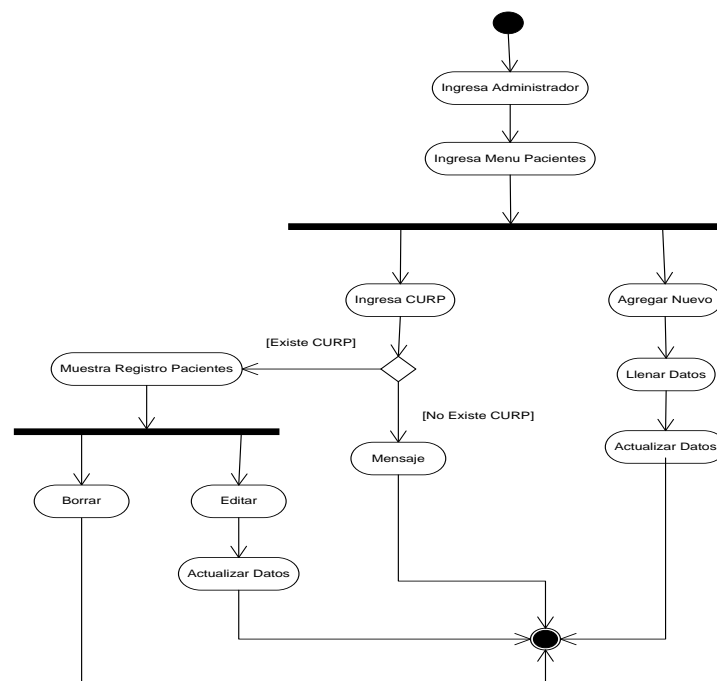 Ingresa Administrador
Ingresa Menu Pacientes
Ingresa CURP
Agregar Nuevo
[Existe CURP]
Muestra Registro Pacientes
Llenar Datos
[No Existe CURP]
Mensaje
Actualizar Datos
Borrar
Editar
Actualizar Datos